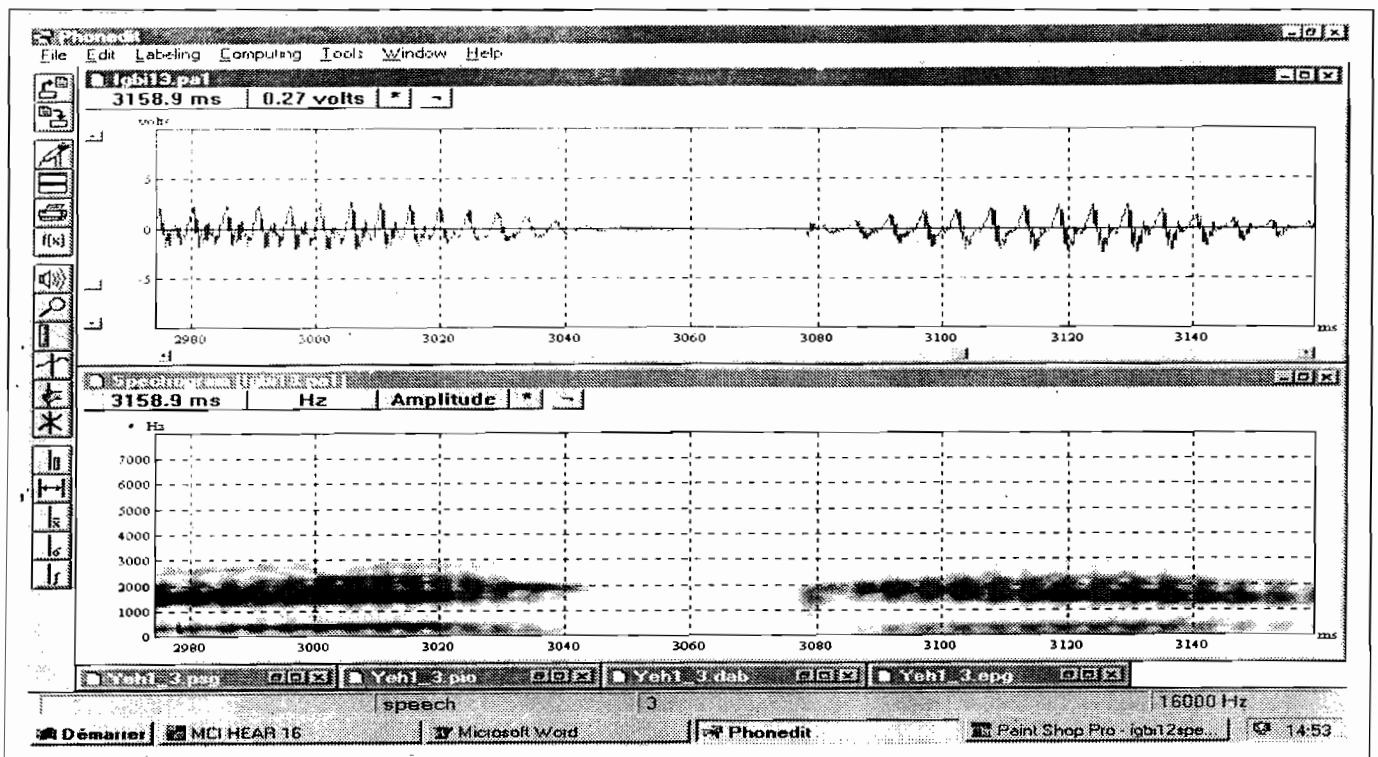 Phonedit
File Edit Labeling Computing Tools Window Help
Igbi13.pa1
3158.9 ms 0.27 volts * ¬
volts
5
0
-5
2980 3000 3020 3040 3060 3080 3100 3120 3140 ms
f(x)
3158.9 ms Hz Amplitude * ¬
Hz
7000
6000
5000
4000
3000
2000
1000
0
2980 3000 3020 3040 3060 3080 3100 3120 3140 ms
Yeh1_3.psg Yeh1_3.pio Yeh1_3.dab Yeh1_3.epg
speech 3 16000 Hz
Démarrer MCI HEAR 16 Microsoft Word Phonedit Paint Shop Pro - igbi12spe... 14:53